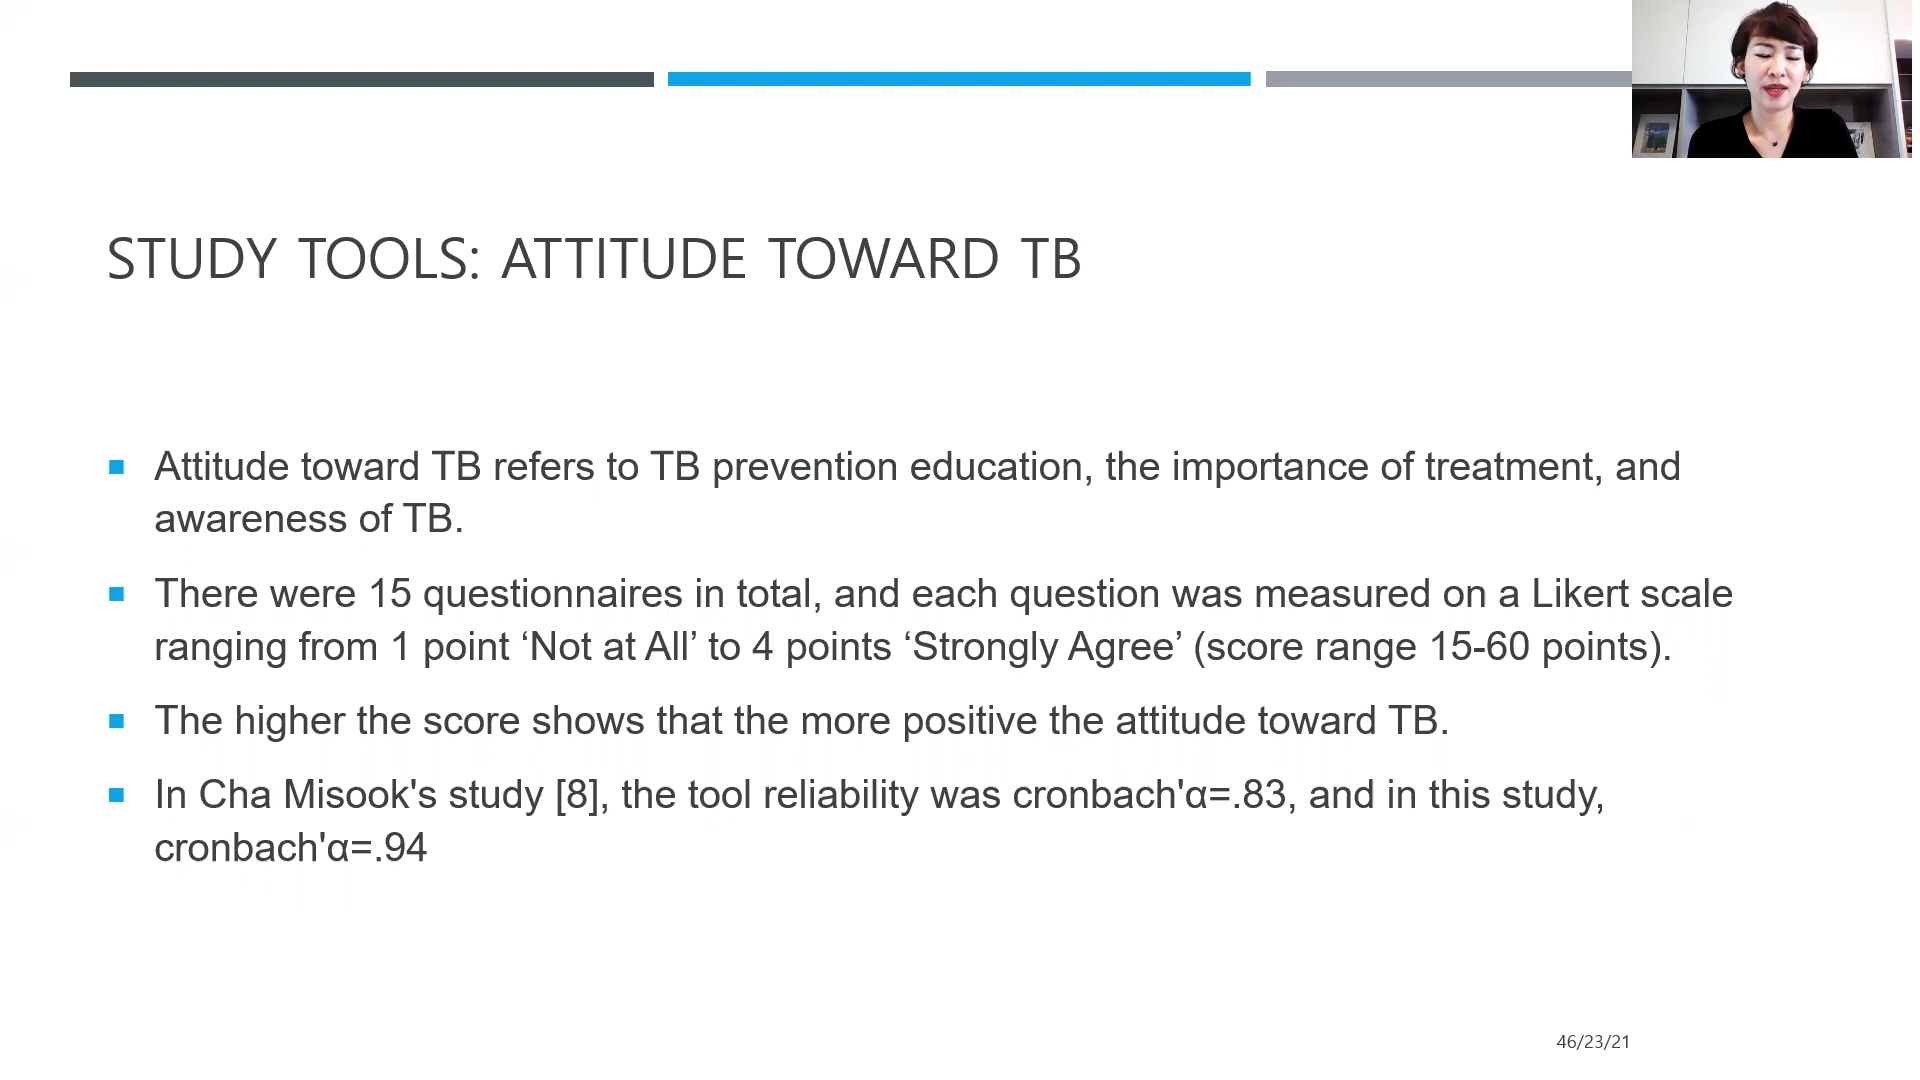 STUDY TOOLS: ATTITUDE TOWARD TB
Attitude toward TB refers to TB prevention education, the importance of treatment, and
awareness of TB.
There were 15 questionnaires in total, and each question was measured on a Likert scale
ranging from 1 point ‘Not at All’ to 4 points ‘Strongly Agree’ (score range 15-60 points).
The higher the score shows that the more positive the attitude toward TB.
In Cha Misook's study [8], the tool reliability was cronbach'α=.83, and in this study,
cronbach'α=.94
46/23/21